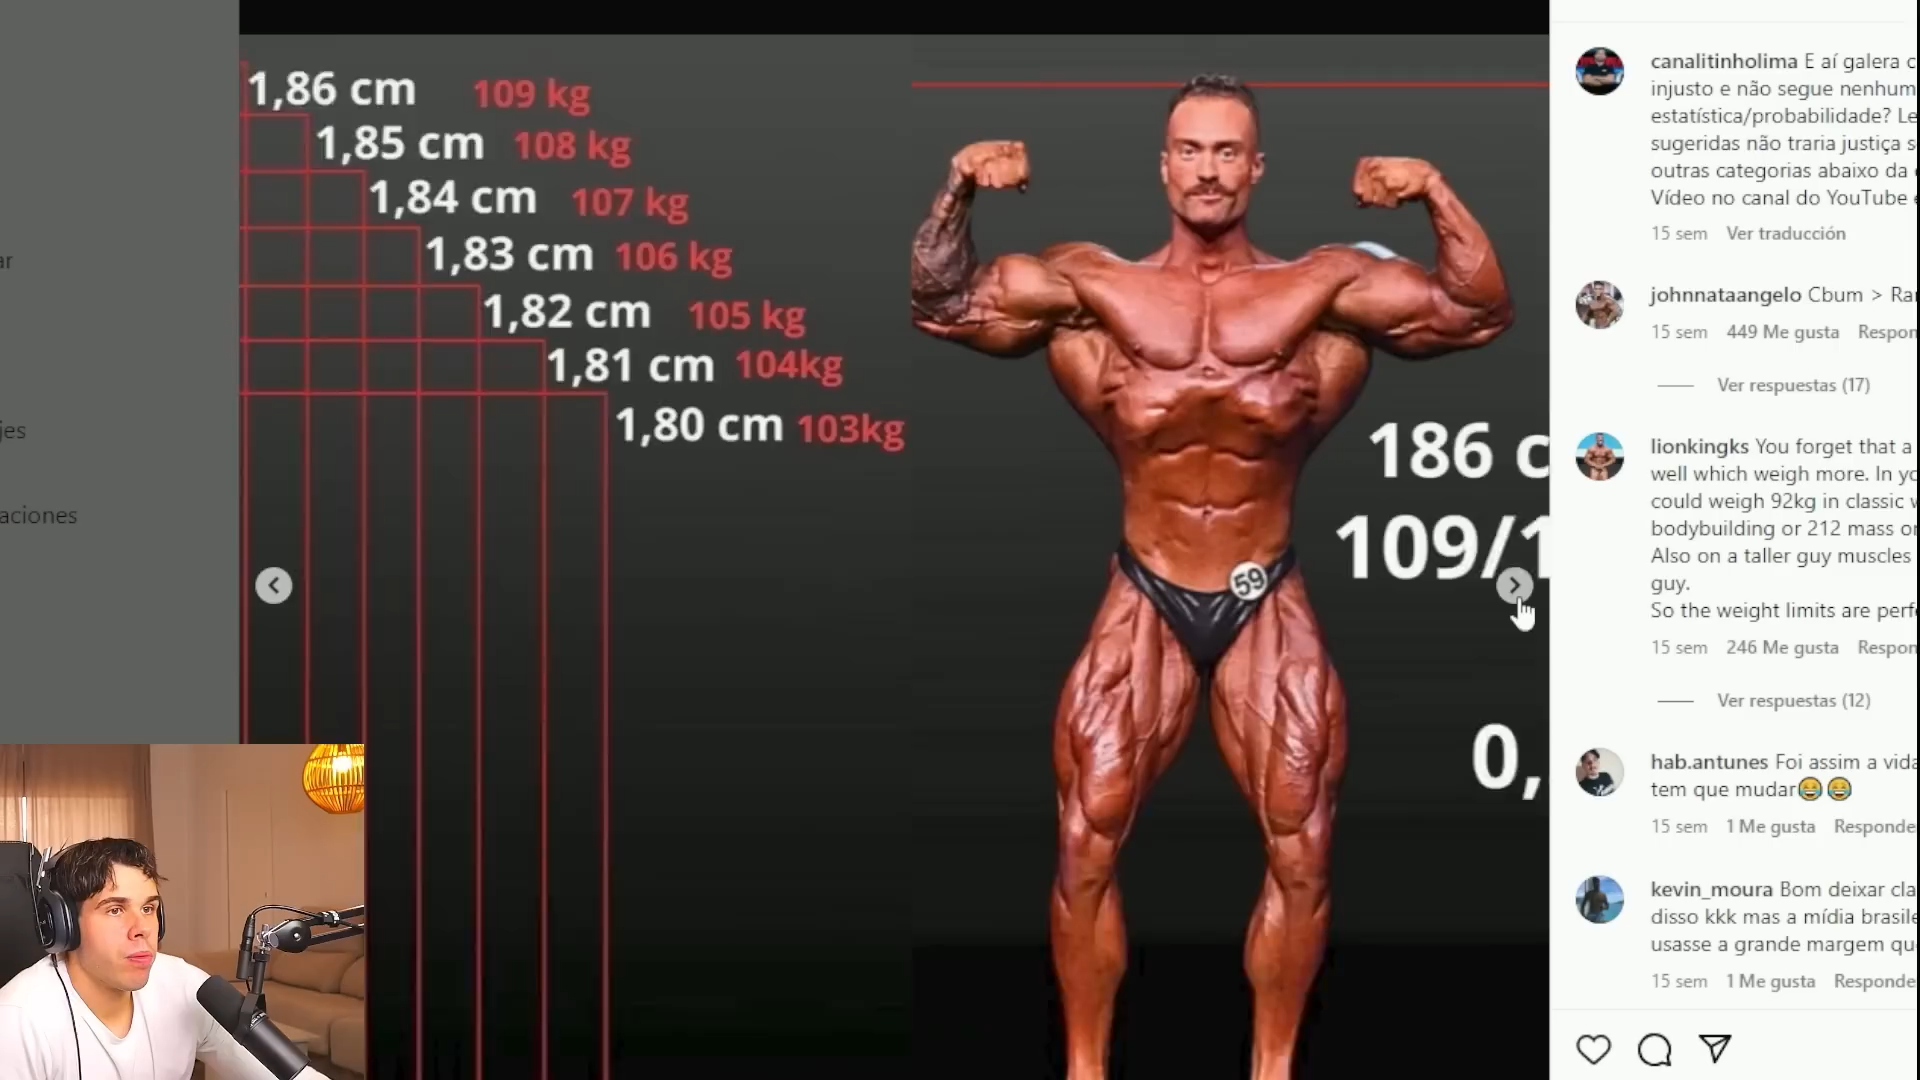 ar
jes
aciones
1,86 cm 109 kg
1,85 cm 108 kg
1,84 cm 107 kg
1,83 cm 106 kg
1,82 cm 105 kg
1,81 cm 104kg
1,80 cm 103kg
186 c
109/1
0,
59
canalitinholima E aí galera c
injusto e não segue nenhum
estatística/probabilidade? Le
sugeridas não traria justiça s
outras categorias abaixo da
Vídeo no canal do YouTube
15 sem Ver traducción
johnnataangelo Cbum > Ra
15 sem 449 Me gusta Respon
Ver respuestas (17)
lionkingks You forget that a
well which weigh more. In yo
could weigh 92kg in classic w
bodybuilding or 212 mass or
Also on a taller guy muscles
guy.
So the weight limits are perf
15 sem 246 Me gusta Respon
Ver respuestas (12)
hab.antunes Foi assim a vida
tem que mudar😂😂
15 sem 1 Me gusta Responde
kevin_moura Bom deixar cla
disso kkk mas a mídia brasile
usasse a grande margem qu
15 sem 1 Me gusta Responde